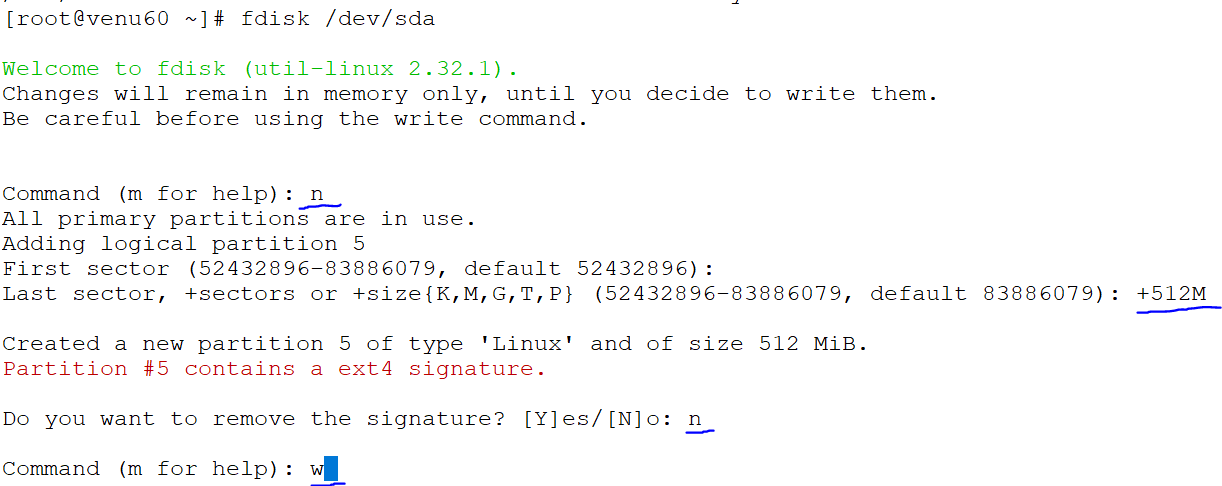 [root@venu60 ~]# fdisk /dev/sda
Welcome to fdisk (util-linux 2.32.1).
Changes will remain in memory only, until you decide to write them.
Be careful before using the write command.
Command (m for help): n
All primary partitions are in use.
Adding logical partition 5
First sector (52432896-83886079, default 52432896):
Last sector, +sectors or +size{K,M,G,T,P} (52432896-83886079, default 83886079): +512M
Created a new partition 5 of type 'Linux' and of size 512 MiB.
Partition #5 contains a ext4 signature.
Do you want to remove the signature? [Y]es/[N]o: n
Command (m for help): w